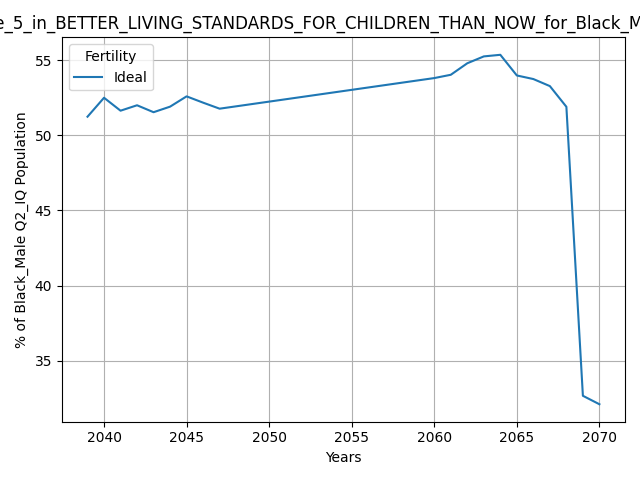 e_5_in_BETTER_LIVING_STANDARDS_FOR_CHILDREN_THAN_NOW_for_Black_M
Fertility
Ideal
% of Black_Male Q2_IQ Population
55
50
45
40
35
2040 2045 2050 2055 2060 2065 2070
Years